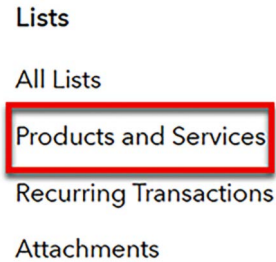 Lists
All Lists
Products and Services
Recurring Transactions
Attachments